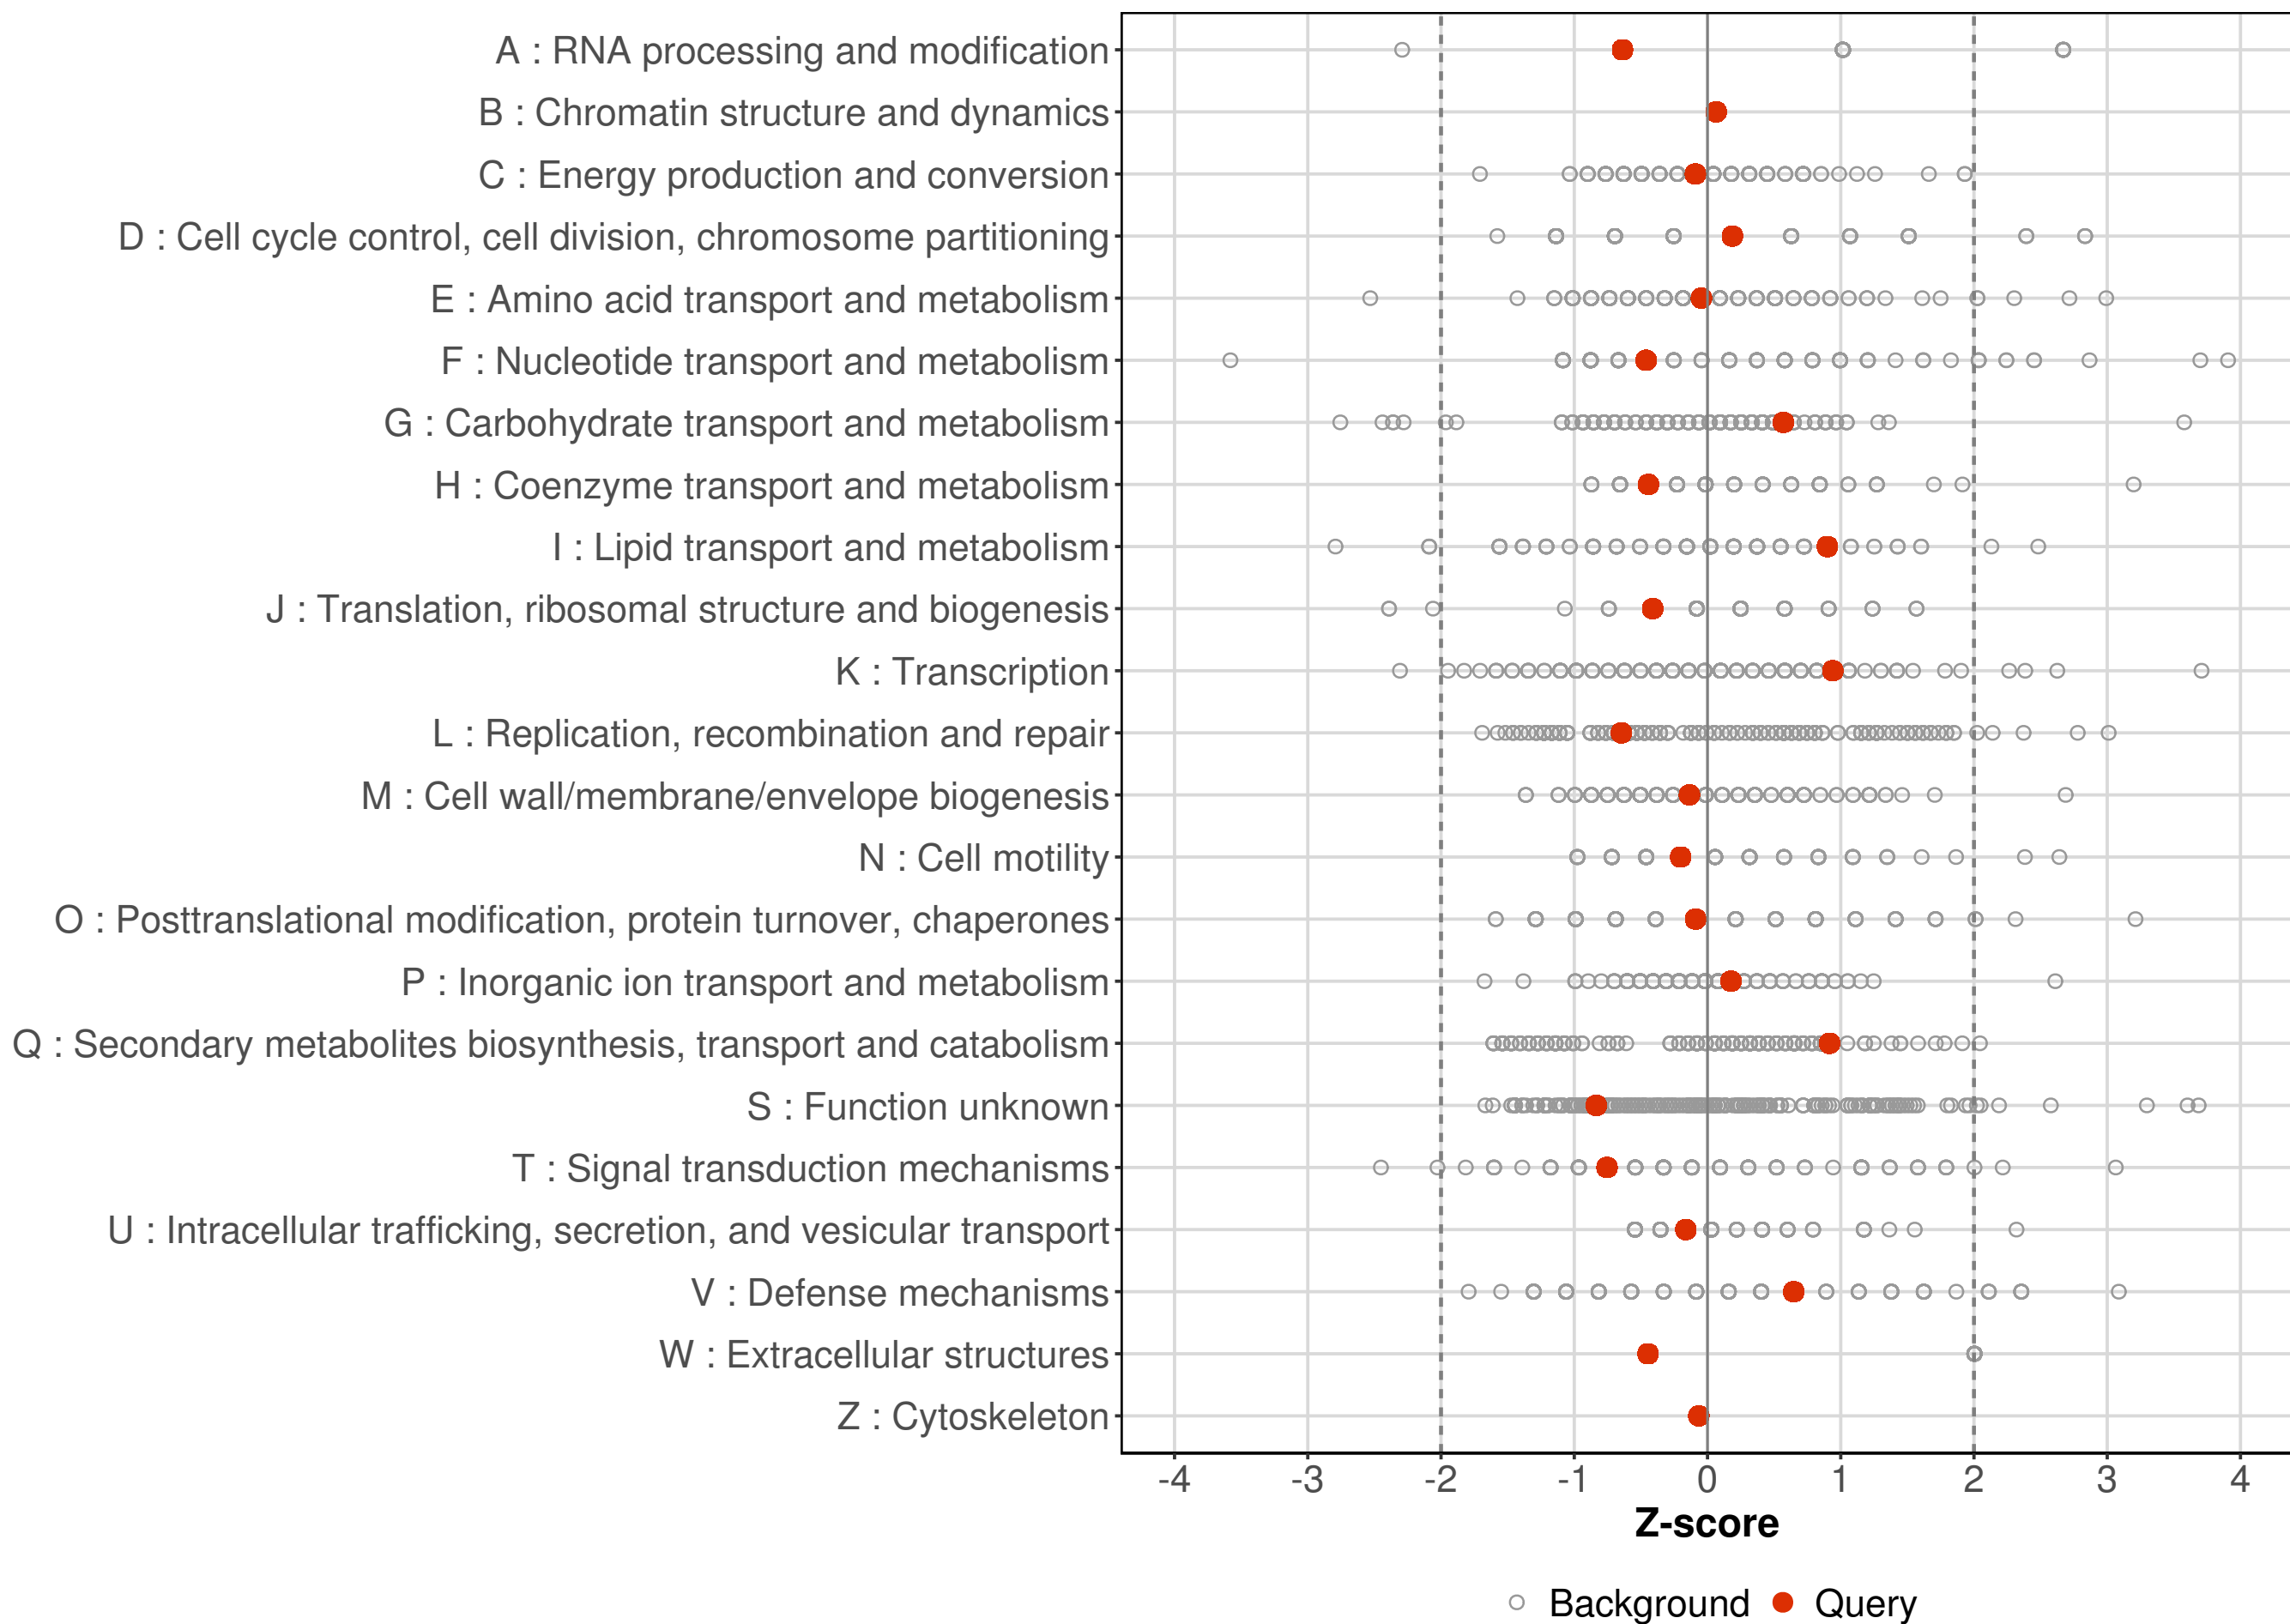 A : RNA processing and modification
B : Chromatin structure and dynamics
C : Energy production and conversion
D : Cell cycle control, cell division, chromosome partitioning
E : Amino acid transport and metabolism
F : Nucleotide transport and metabolism
G : Carbohydrate transport and metabolism
H : Coenzyme transport and metabolism
I : Lipid transport and metabolism
J : Translation, ribosomal structure and biogenesis
K : Transcription
L : Replication, recombination and repair
M : Cell wall/membrane/envelope biogenesis
N : Cell motility
O : Posttranslational modification, protein turnover, chaperones
P : Inorganic ion transport and metabolism
Q : Secondary metabolites biosynthesis, transport and catabolism
S : Function unknown
T : Signal transduction mechanisms
U : Intracellular trafficking, secretion, and vesicular transport
V : Defense mechanisms
W : Extracellular structures
Z : Cytoskeleton
-4 -3 -2 -1 0 1 2 3 4
Z-score
Background Query